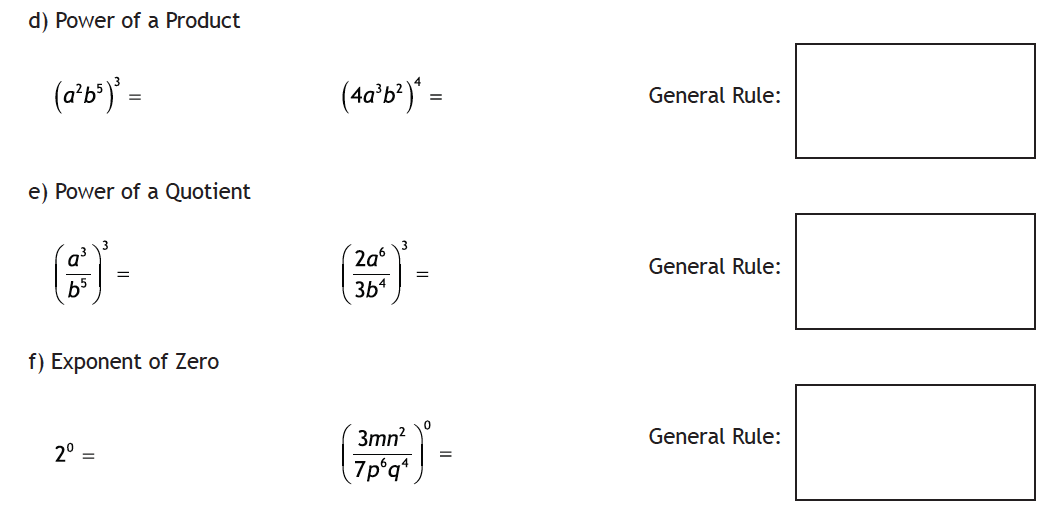 d) Power of a Product
(a²b⁵)³ =
(4a³b²)⁴ =
General Rule:
e) Power of a Quotient
(a³/b⁵)³ =
(2a⁶/3b⁴)³ =
General Rule:
f) Exponent of Zero
2⁰ =
(3mn²/7p⁶q⁴)⁰ =
General Rule: